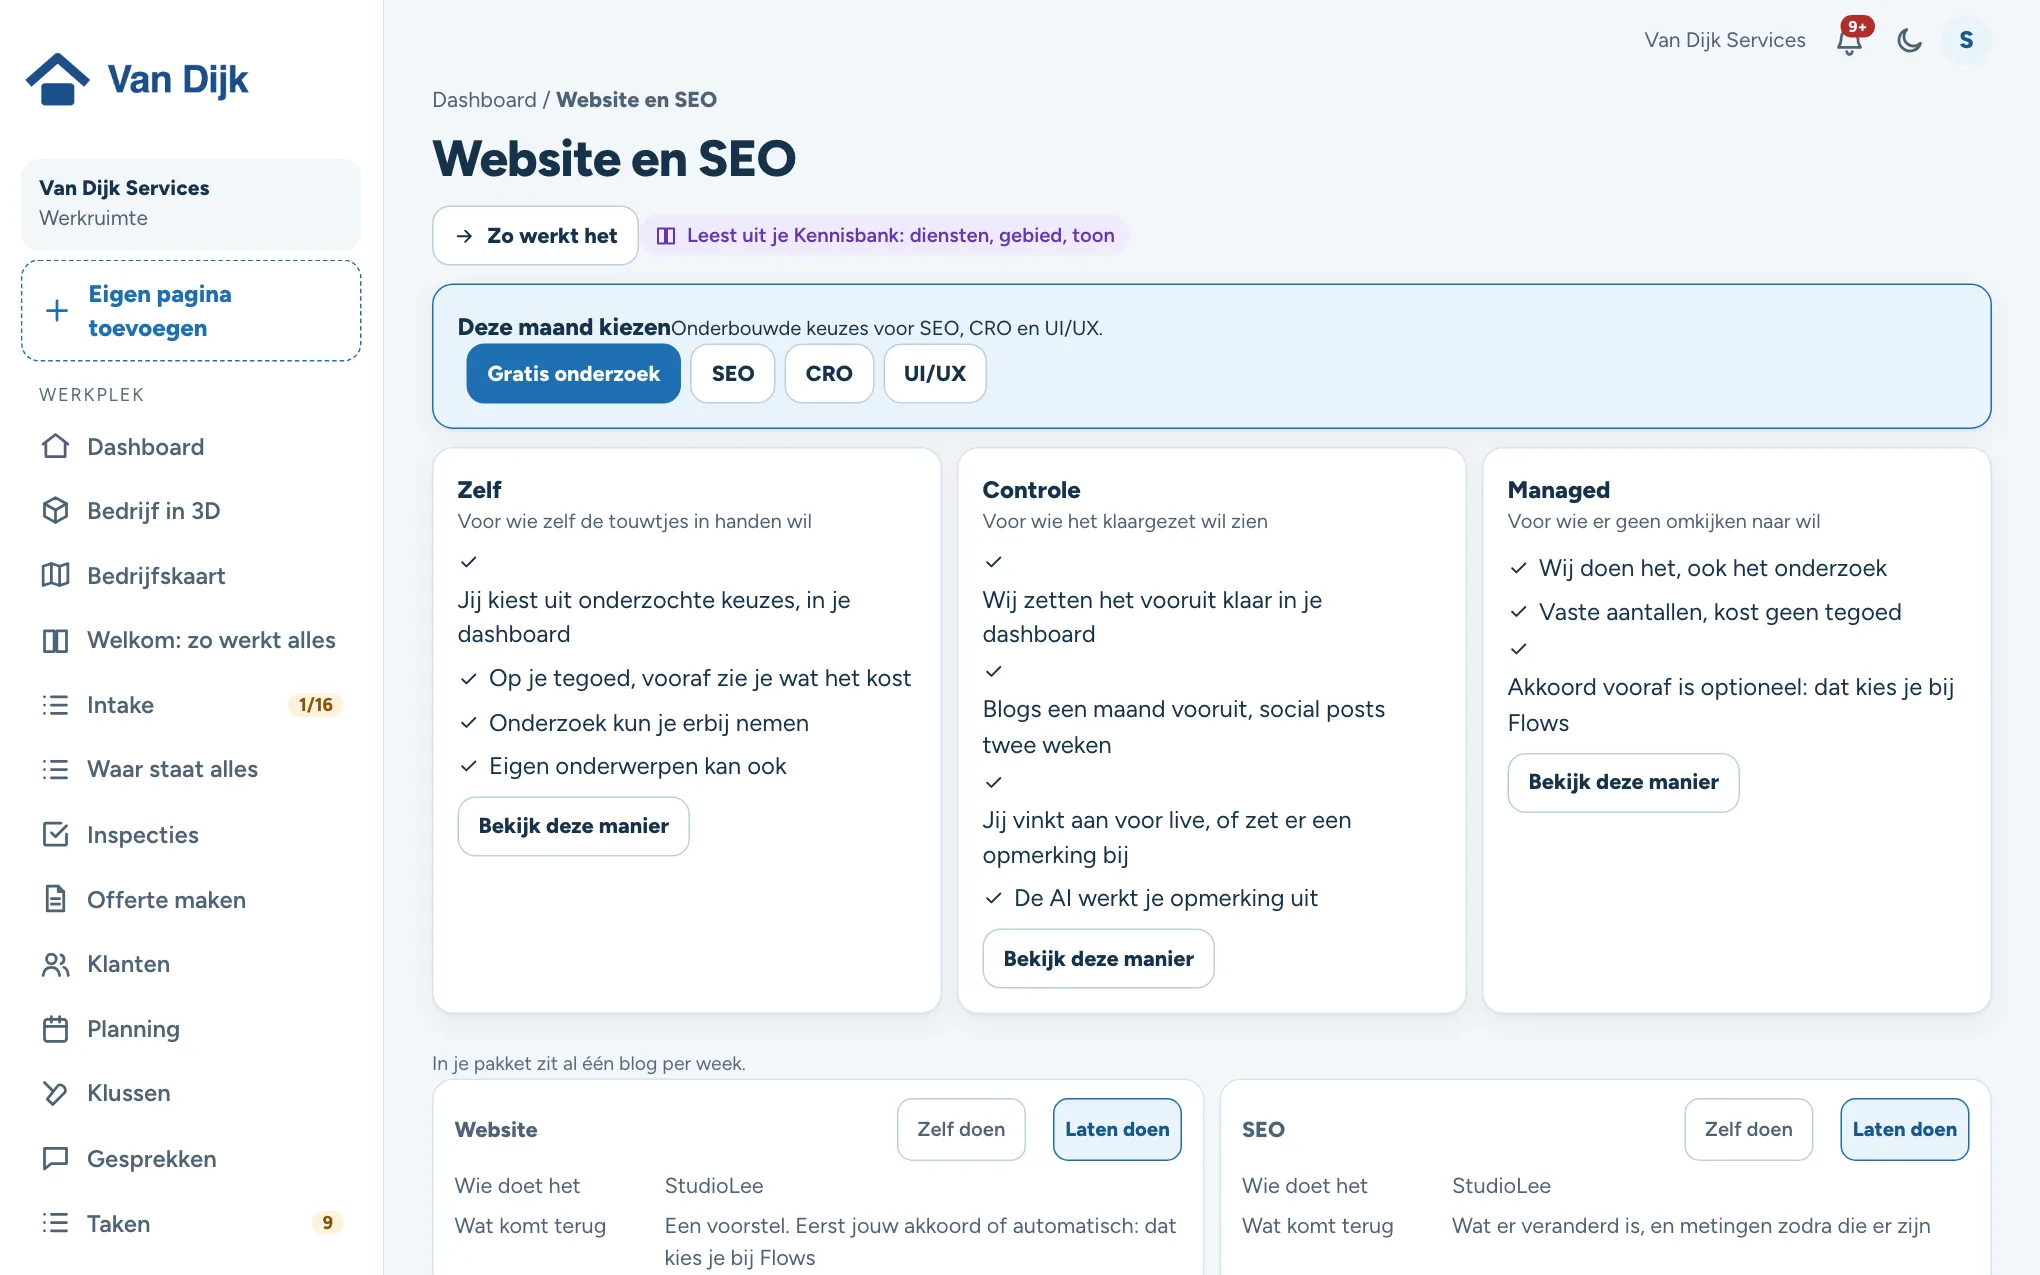 Van Dijk
Van Dijk Services
Werkruimte
Eigen pagina
toevoegen
WERKPLEK
Dashboard
Bedrijf in 3D
Bedrijfskaart
Welkom: zo werkt alles
Intake 1/16
Waar staat alles
Inspecties
Offerte maken
Klanten
Planning
Klussen
Gesprekken
Taken 9
Van Dijk Services 9+ S
Dashboard / Website en SEO
Website en SEO
→ Zo werkt het Leest uit je Kennisbank: diensten, gebied, toon
Deze maand kiezenOnderbouwde keuzes voor SEO, CRO en UI/UX.
Gratis onderzoek SEO CRO UI/UX
Zelf
Voor wie zelf de touwtjes in handen wil
✓
Jij kiest uit onderzochte keuzes, in je
dashboard
✓ Op je tegoed, vooraf zie je wat het kost
✓ Onderzoek kun je erbij nemen
✓ Eigen onderwerpen kan ook
Bekijk deze manier
Controle
Voor wie het klaargezet wil zien
✓
Wij zetten het vooruit klaar in je
dashboard
✓
Blogs een maand vooruit, social posts
twee weken
✓
Jij vinkt aan voor live, of zet er een
opmerking bij
✓ De AI werkt je opmerking uit
Bekijk deze manier
Managed
Voor wie er geen omkijken naar wil
✓ Wij doen het, ook het onderzoek
✓ Vaste aantallen, kost geen tegoed
✓
Akkoord vooraf is optioneel: dat kies je bij
Flows
Bekijk deze manier
In je pakket zit al één blog per week.
Website Zelf doen Laten doen
Wie doet het StudioLee
Wat komt terug Een voorstel. Eerst jouw akkoord of automatisch: dat
kies je bij Flows
SEO Zelf doen Laten doen
Wie doet het StudioLee
Wat komt terug Wat er veranderd is, en metingen zodra die er zijn